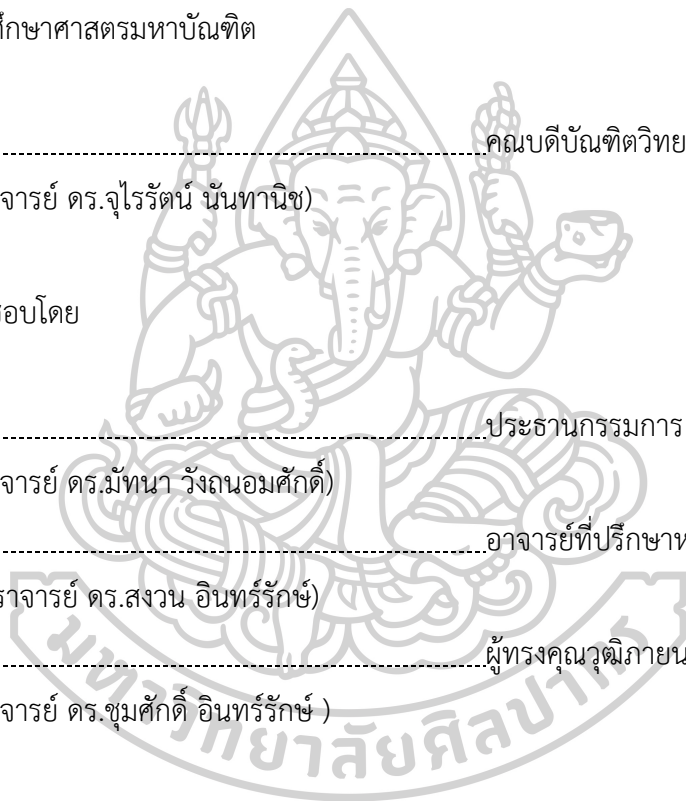 ศึกษาศาสตรมหาบัณฑิต
คณบดีบัณฑิตวิทย
จารย์ ดร.จุไรรัตน์ นันทานิช)
สอบโดย
ประธานกรรมการ
จารย์ ดร.มัทนา วังถนอมศักดิ์)
อาจารย์ที่ปรึกษาห
ราจารย์ ดร.สงวน อินทร์รักษ์)
ผู้ทรงคุณวุฒิภายน
จารย์ ดร.ชุมศักดิ์ อินทร์รักษ์ )
มหาวิทยาลัยศิลปากร